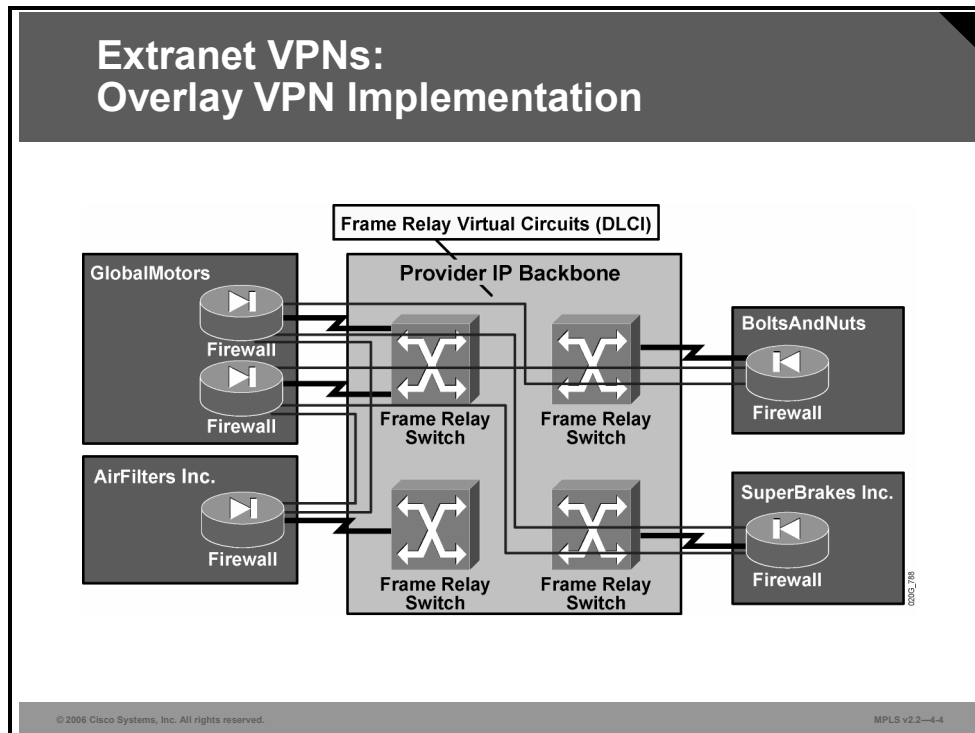 Extranet VPNs:
Overlay VPN Implementation
Frame Relay Virtual Circuits (DLCI)
GlobalMotors
Firewall
Firewall
AirFilters Inc.
Firewall
Provider IP Backbone
Frame Relay
Switch
Frame Relay
Switch
Frame Relay
Switch
Frame Relay
Switch
BoltsAndNuts
Firewall
SuperBrakes Inc.
Firewall
020G_788
© 2006 Cisco Systems, Inc. All rights reserved.
MPLS v2.2—4-4